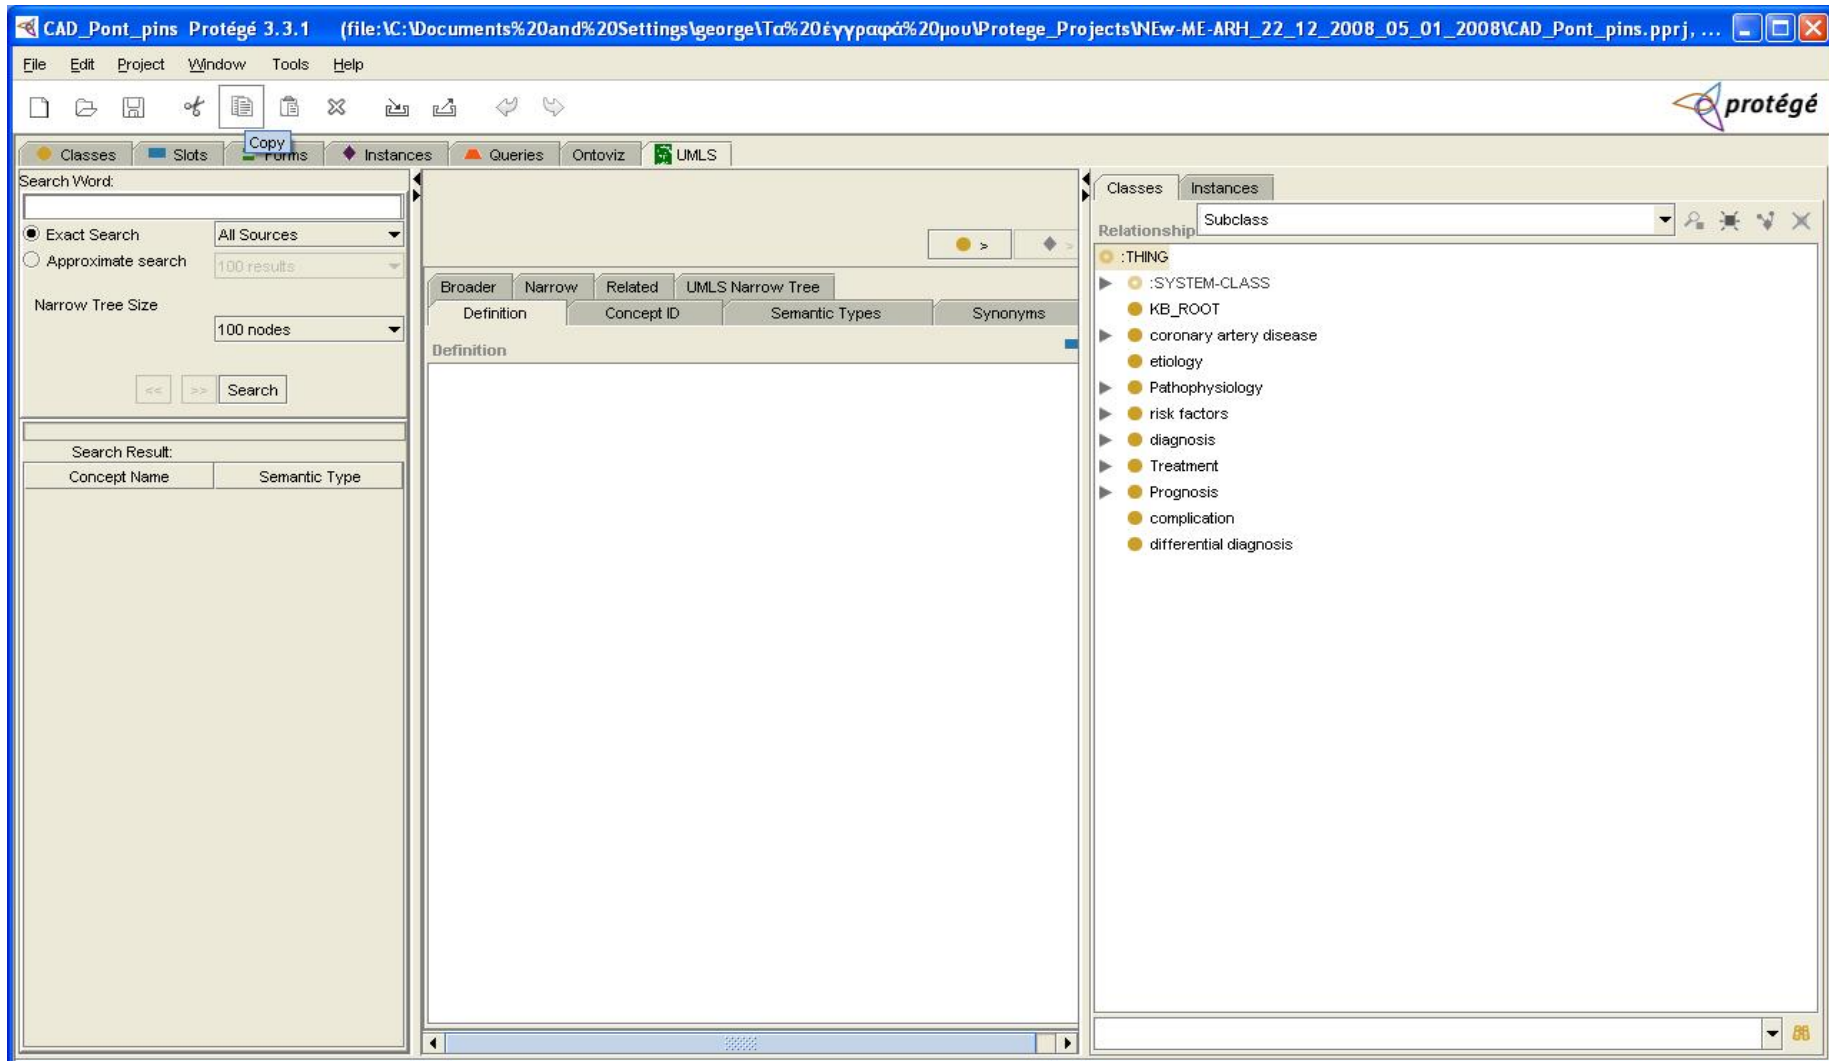 CAD_Pont_pins Protégé 3.3.1 (file:\C:\Documents%20and%20Settings\george\Τα%20έγγραφά%20μου\Protege_Projects\NEw-ME-ARH_22_12_2008_05_01_2008\CAD_Pont_pins.pprj, ...
File Edit Project Window Tools Help
protégé
Copy
Classes Slots Forms Instances Queries Ontoviz UMLS
Search Word:
Exact Search All Sources
Approximate search 100 results
Narrow Tree Size
100 nodes
<< >> Search
Search Result:
Concept Name Semantic Type
● > ◆ >
Broader Narrow Related UMLS Narrow Tree
Definition Concept ID Semantic Types Synonyms
Definition
Classes Instances
Relationship Subclass
:THING
:SYSTEM-CLASS
KB_ROOT
coronary artery disease
etiology
Pathophysiology
risk factors
diagnosis
Treatment
Prognosis
complication
differential diagnosis